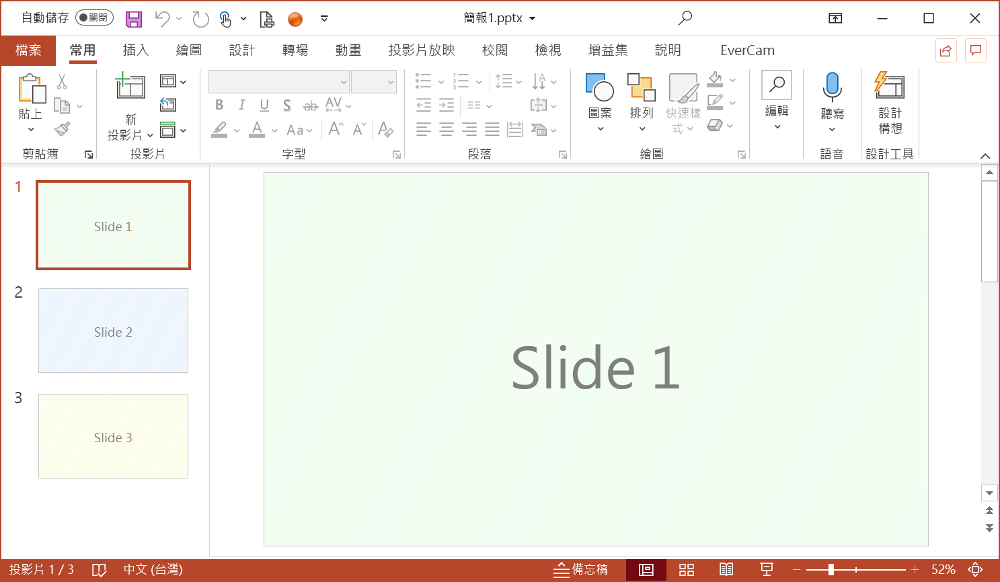 自動儲存 關閉 簡報1.pptx
檔案 常用 插入 繪圖 設計 轉場 動畫 投影片放映 校閱 檢視 增益集 說明 EverCam
貼上
新
投影片
B I U S ab AV
A Aa A A A
圖案 排列 快速樣
式
編輯
聽寫
設計
構想
剪貼簿 投影片 字型 段落 繪圖 語音 設計工具
1
Slide 1
2
Slide 2
3
Slide 3
Slide 1
投影片 1 / 3 中文 (台灣) 備忘稿 52%